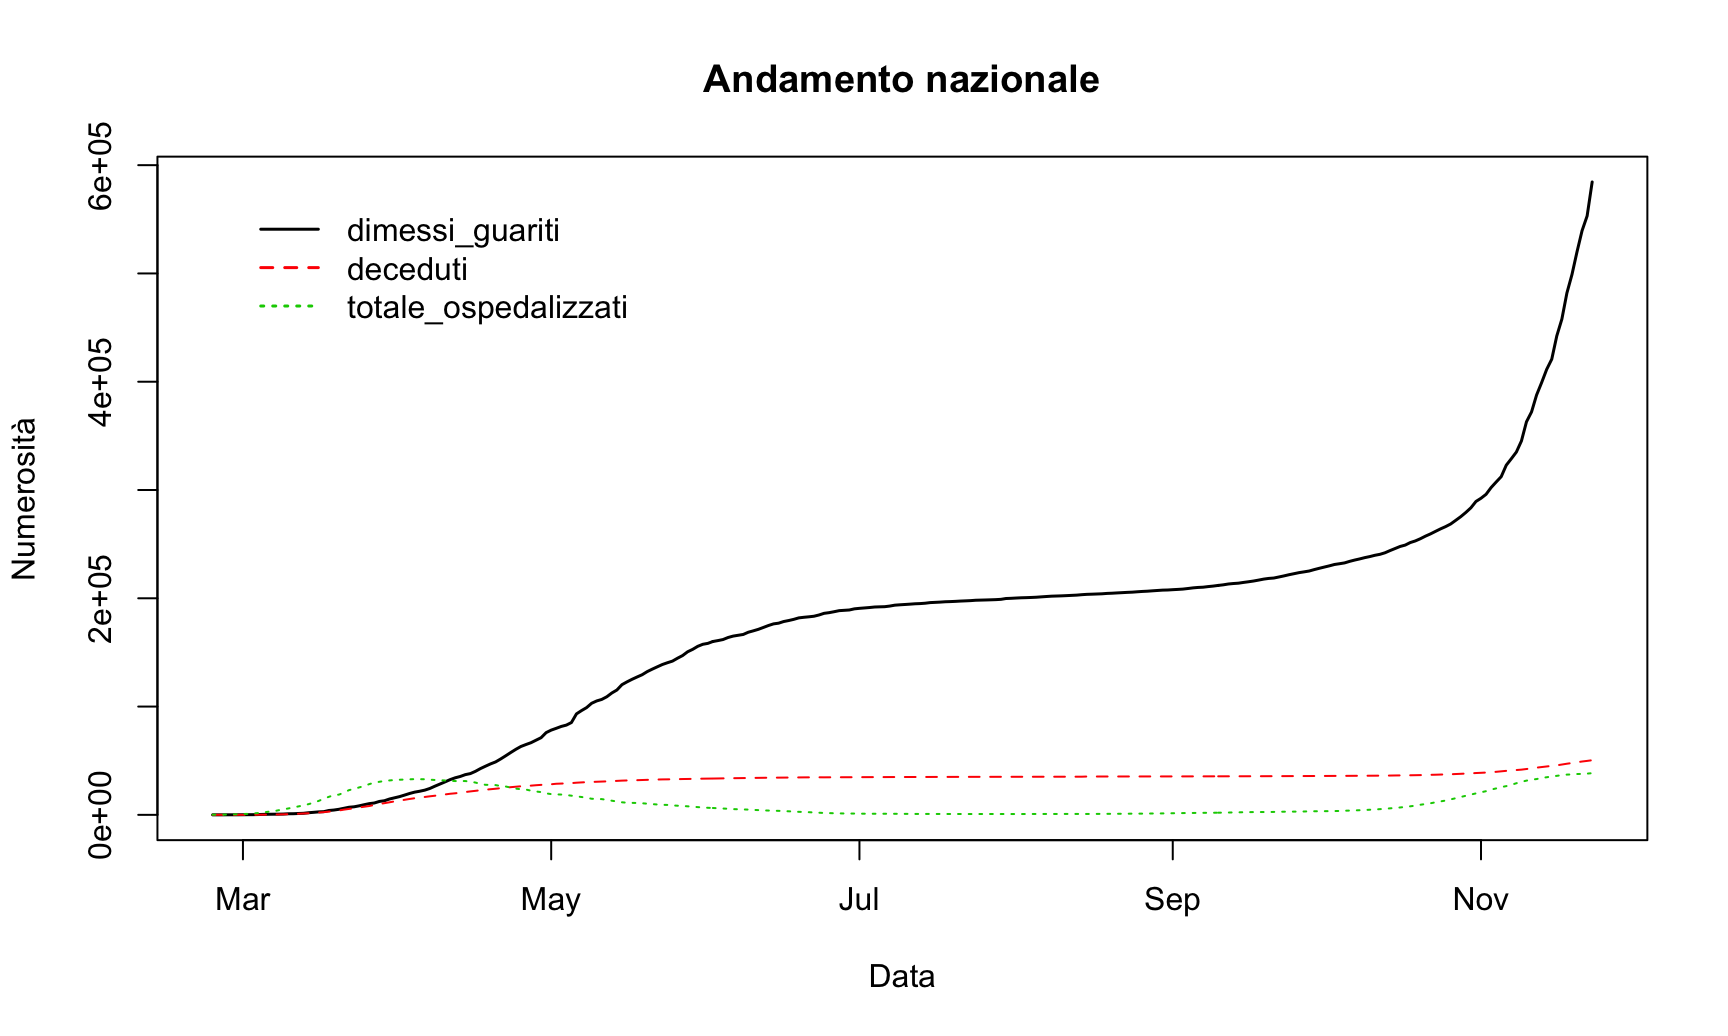 Andamento nazionale
Numerosità
6e+05
4e+05
2e+05
0e+00
dimessi_guariti
deceduti
totale_ospedalizzati
Mar May Jul Sep Nov
Data